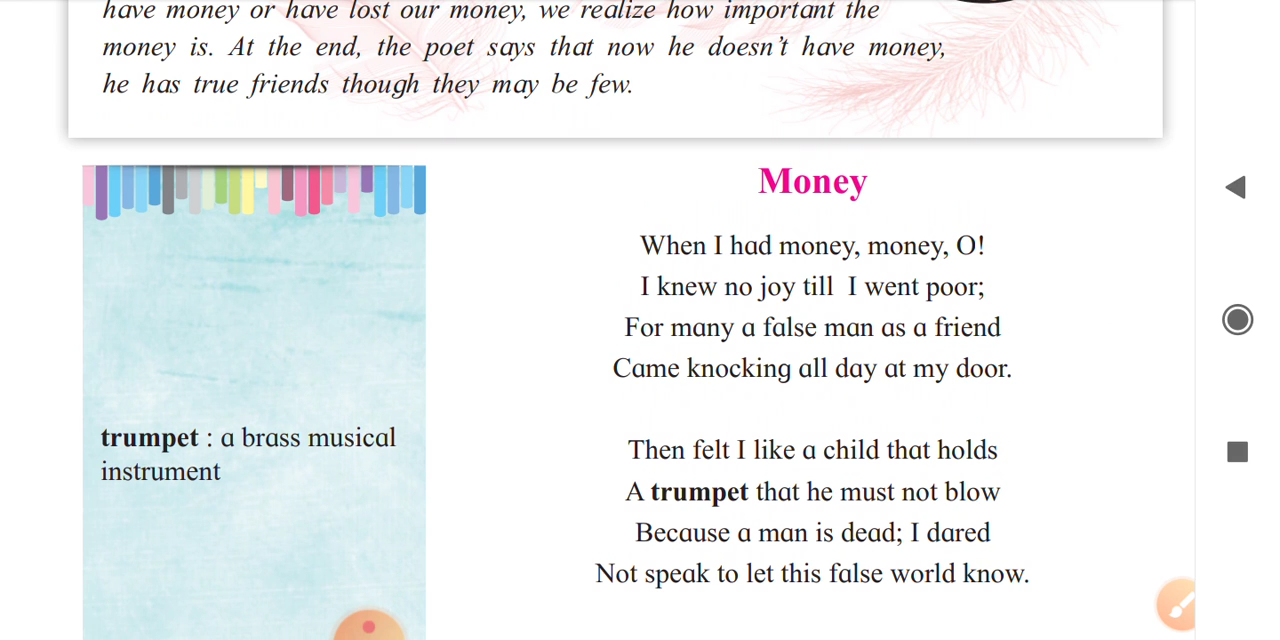 have money or have lost our money, we realize how important the
money is. At the end, the poet says that now he doesn't have money,
he has true friends though they may be few.
Money
When I had money, money, O!
I knew no joy till I went poor;
For many a false man as a friend
Came knocking all day at my door.
trumpet : a brass musical
instrument
Then felt I like a child that holds
A trumpet that he must not blow
Because a man is dead; I dared
Not speak to let this false world know.